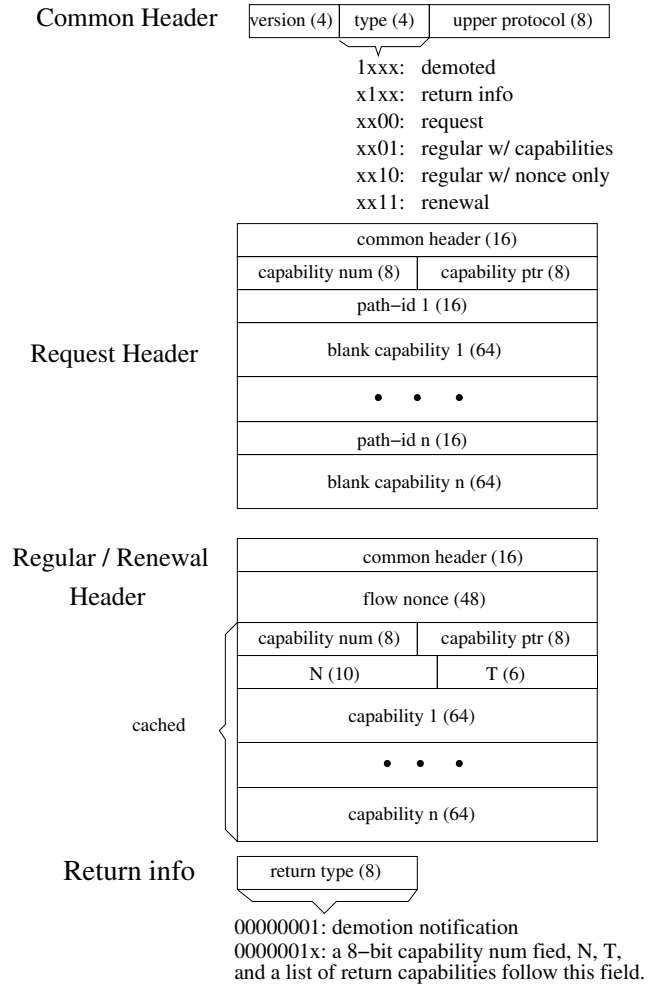 Common Header
version (4) type (4) upper protocol (8)
1xxx: demoted
x1xx: return info
xx00: request
xx01: regular w/ capabilities
xx10: regular w/ nonce only
xx11: renewal
Request Header
common header (16)
capability num (8) capability ptr (8)
path−id 1 (16)
blank capability 1 (64)
• • •
path−id n (16)
blank capability n (64)
Regular / Renewal
Header
common header (16)
flow nonce (48)
cached
capability num (8) capability ptr (8)
N (10) T (6)
capability 1 (64)
• • •
capability n (64)
Return info
return type (8)
00000001: demotion notification
0000001x: a 8−bit capability num fied, N, T,
and a list of return capabilities follow this field.